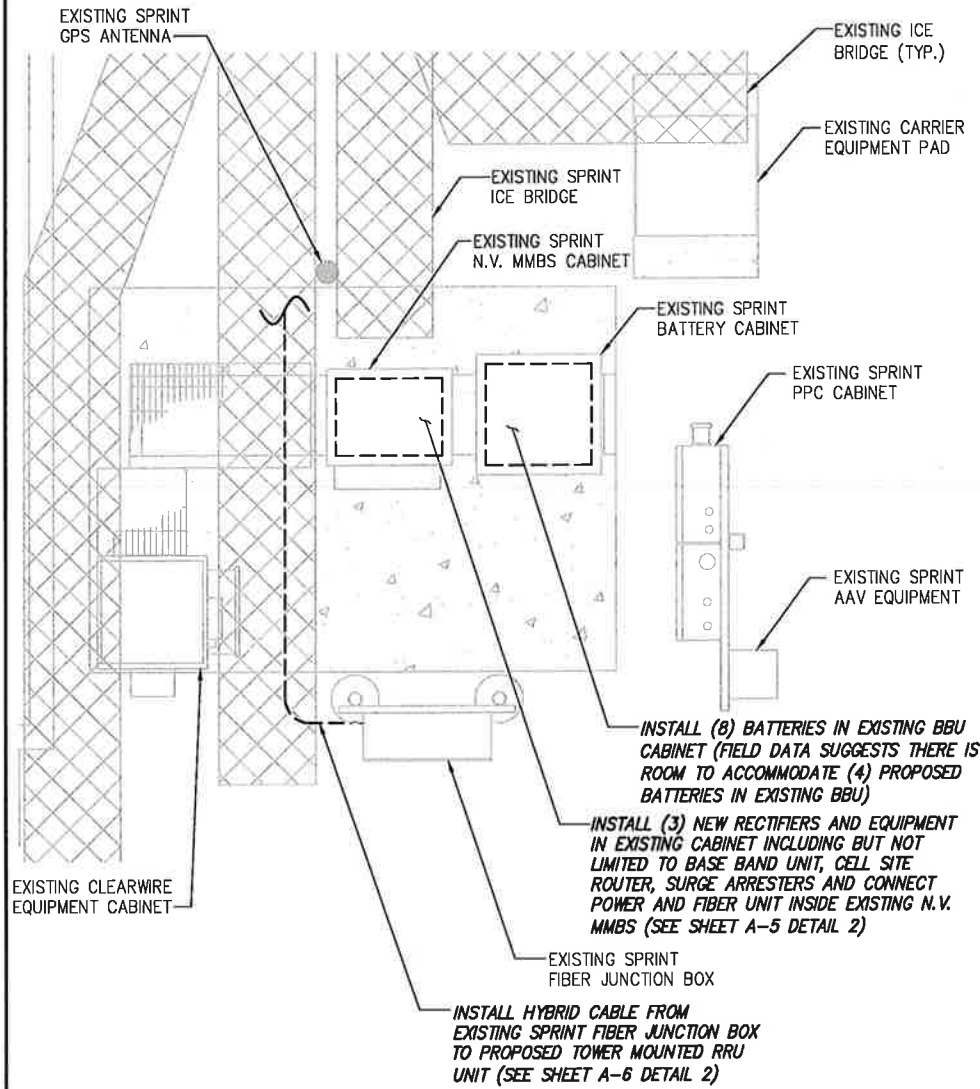 EXISTING SPRINT
GPS ANTENNA
EXISTING ICE
BRIDGE (TYP.)
EXISTING CARRIER
EQUIPMENT PAD
EXISTING SPRINT
ICE BRIDGE
EXISTING SPRINT
N.V. MMBS CABINET
EXISTING SPRINT
BATTERY CABINET
EXISTING SPRINT
PPC CABINET
EXISTING SPRINT
AAV EQUIPMENT
INSTALL (8) BATTERIES IN EXISTING BBU
CABINET (FIELD DATA SUGGESTS THERE IS
ROOM TO ACCOMMODATE (4) PROPOSED
BATTERIES IN EXISTING BBU)
INSTALL (3) NEW RECTIFIERS AND EQUIPMENT
IN EXISTING CABINET INCLUDING BUT NOT
LIMITED TO BASE BAND UNIT, CELL SITE
ROUTER, SURGE ARRESTERS AND CONNECT
POWER AND FIBER UNIT INSIDE EXISTING N.V.
MMBS (SEE SHEET A-5 DETAIL 2)
EXISTING CLEARWIRE
EQUIPMENT CABINET
EXISTING SPRINT
FIBER JUNCTION BOX
INSTALL HYBRID CABLE FROM
EXISTING SPRINT FIBER JUNCTION BOX
TO PROPOSED TOWER MOUNTED RRU
UNIT (SEE SHEET A-6 DETAIL 2)